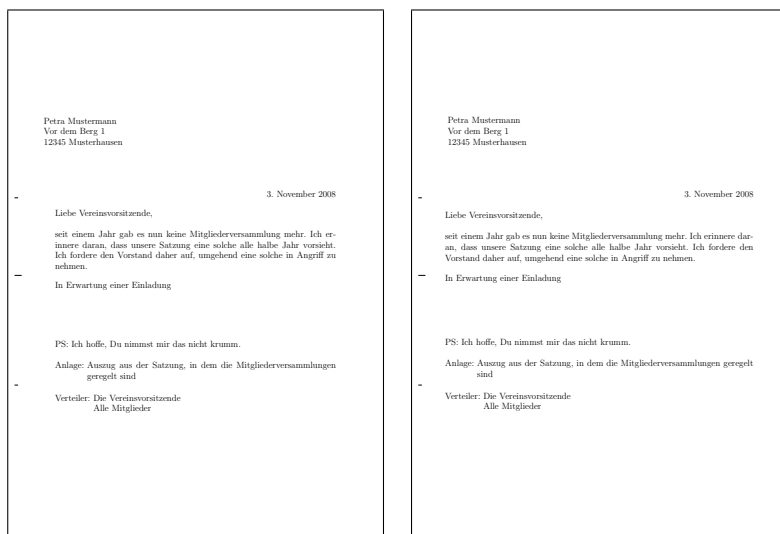 Petra Mustermann
Vor dem Berg 1
12345 Musterhausen
3. November 2008
Liebe Vereinsvorsitzende,
seit einem Jahr gab es nun keine Mitgliederversammlung mehr. Ich er-
innere daran, dass unsere Satzung eine solche alle halbe Jahr vorsieht.
Ich fordere den Vorstand daher auf, umgehend eine solche in Angriff zu
nehmen.
In Erwartung einer Einladung
PS: Ich hoffe, Du nimmst mir das nicht krumm.
Anlage: Auszug aus der Satzung, in dem die Mitgliederversammlungen
geregelt sind
Verteiler: Die Vereinsvorsitzende
Alle Mitglieder
Petra Mustermann
Vor dem Berg 1
12345 Musterhausen
3. November 2008
Liebe Vereinsvorsitzende,
seit einem Jahr gab es nun keine Mitgliederversammlung mehr. Ich erinnere dar-
an, dass unsere Satzung eine solche alle halbe Jahr vorsieht. Ich fordere den
Vorstand daher auf, umgehend eine solche in Angriff zu nehmen.
In Erwartung einer Einladung
PS: Ich hoffe, Du nimmst mir das nicht krumm.
Anlage: Auszug aus der Satzung, in dem die Mitgliederversammlungen geregelt
sind
Verteiler: Die Vereinsvorsitzende
Alle Mitglieder